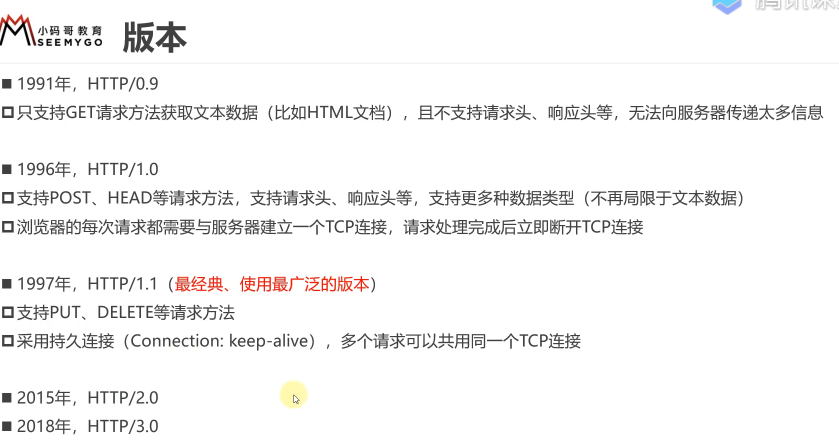 小码哥教育
SEEMYGO
版本
腾讯课
■ 1991年，HTTP/0.9
只支持GET请求方法获取文本数据（比如HTML文档），且不支持请求头、响应头等，无法向服务器传递太多信息
■ 1996年，HTTP/1.0
支持POST、HEAD等请求方法，支持请求头、响应头等，支持更多种数据类型（不再局限于文本数据）
浏览器的每次请求都需要与服务器建立一个TCP连接，请求处理完成后立即断开TCP连接
■ 1997年，HTTP/1.1（最经典、使用最广泛的版本）
支持PUT、DELETE等请求方法
采用持久连接（Connection: keep-alive），多个请求可以共用同一个TCP连接
■ 2015年，HTTP/2.0
■ 2018年，HTTP/3.0